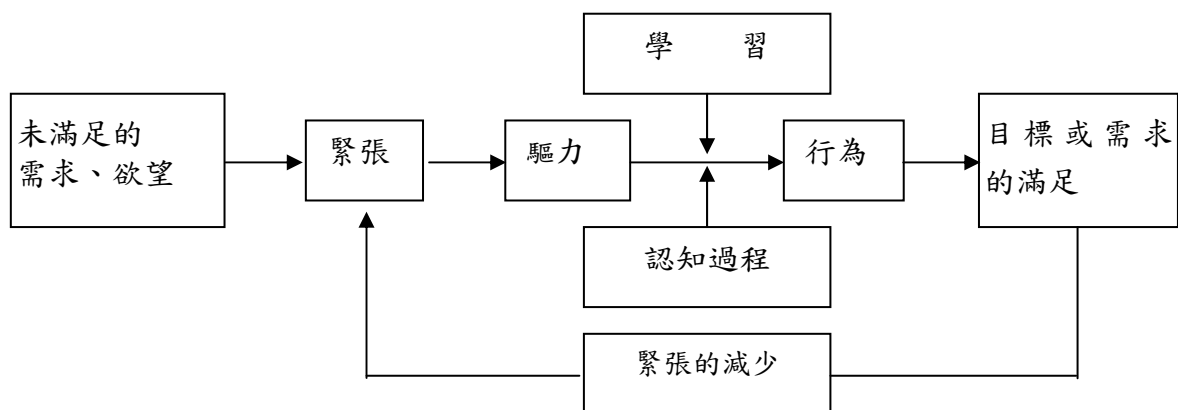 學 習
未滿足的
需求、欲望
緊張
驅力
行為
目標或需求
的滿足
認知過程
緊張的減少